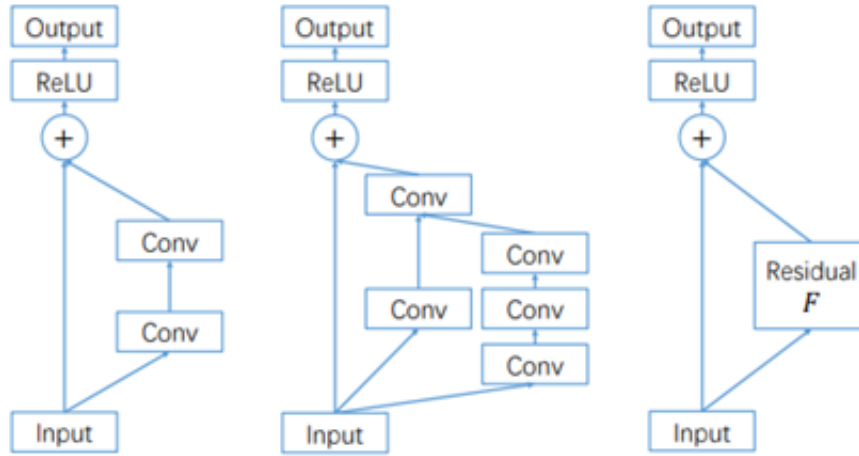 Output
ReLU
+
Conv
Conv
Input
Output
ReLU
+
Conv
Conv
Conv
Conv
Conv
Input
Output
ReLU
+
Residual
F
Input